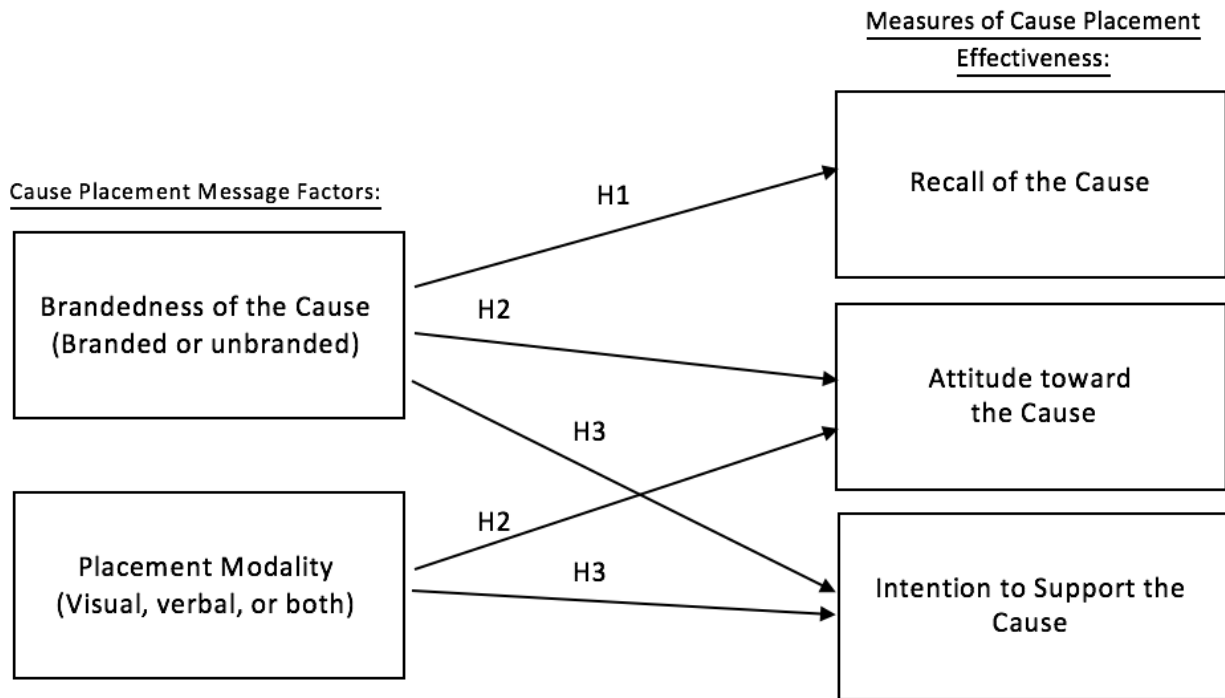 Measures of Cause Placement
Effectiveness:
Recall of the Cause
Cause Placement Message Factors:
H1
Brandedness of the Cause
(Branded or unbranded)
H2
Attitude toward
the Cause
H3
H2
Placement Modality
(Visual, verbal, or both)
H3
Intention to Support the
Cause